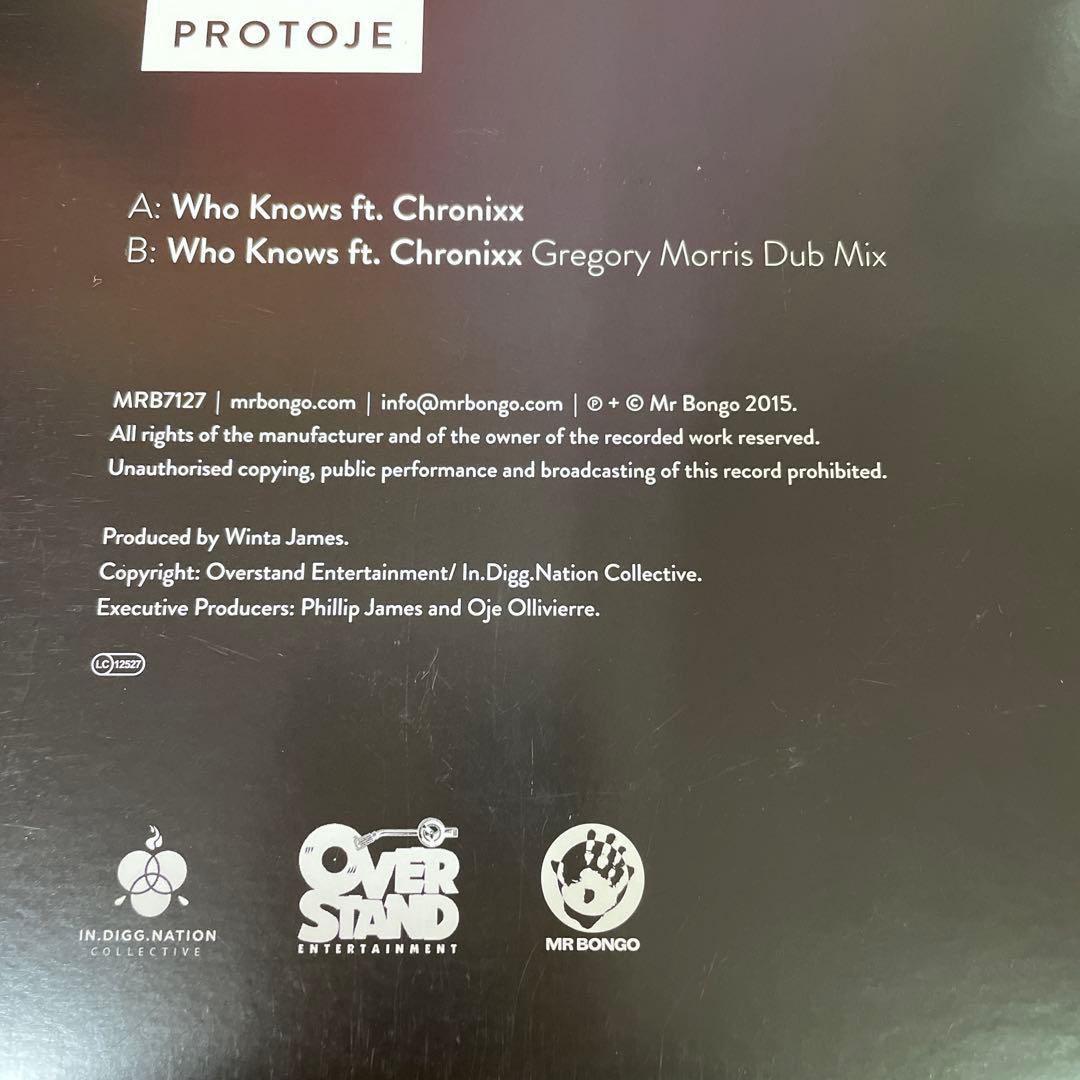 PROTOJE
A: Who Knows ft. Chronixx
B: Who Knows ft. Chronixx Gregory Morris Dub Mix
MRB7127 | mrbongo.com | info@mrbongo.com | ℗ + © Mr Bongo 2015.
All rights of the manufacturer and of the owner of the recorded work reserved.
Unauthorised copying, public performance and broadcasting of this record prohibited.
Produced by Winta James.
Copyright: Overstand Entertainment/ In.Digg.Nation Collective.
Executive Producers: Phillip James and Oje Ollivierre.
LC 12527
IN.DIGG.NATION
COLLECTIVE
OVER
STAND
ENTERTAINMENT
MR BONGO